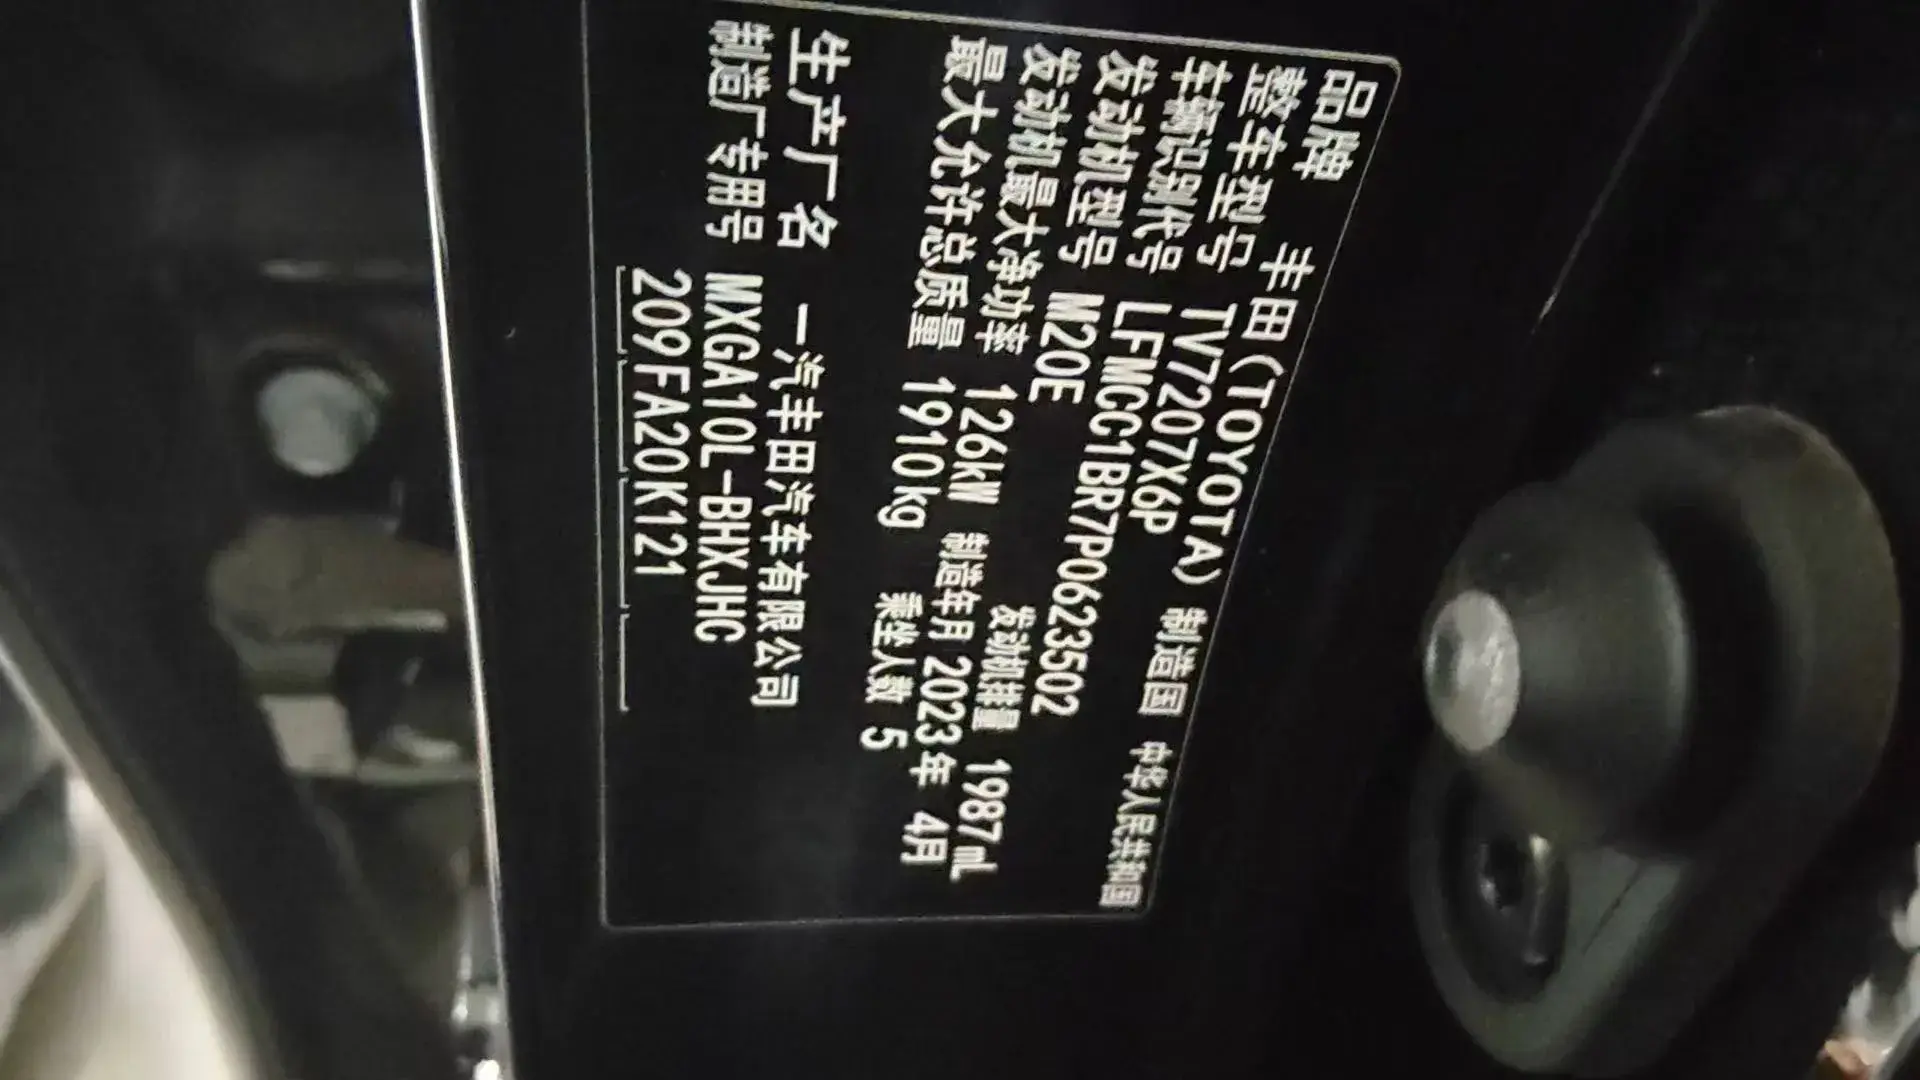 品牌 丰田(TOYOTA) 制造国 中华人民共和国
整车型号 TV7207X6P
车辆识别代号 LFMCC1BR7P0623502
发动机型号 M20E 发动机排量 1987mL
发动机最大净功率 126kW 制造年月 2023年 4月
最大允许总质量 1910kg 乘坐人数 5
生产厂名 一汽丰田汽车有限公司
制造厂专用号 MXGA10L-BHXJHC
209FA20K121